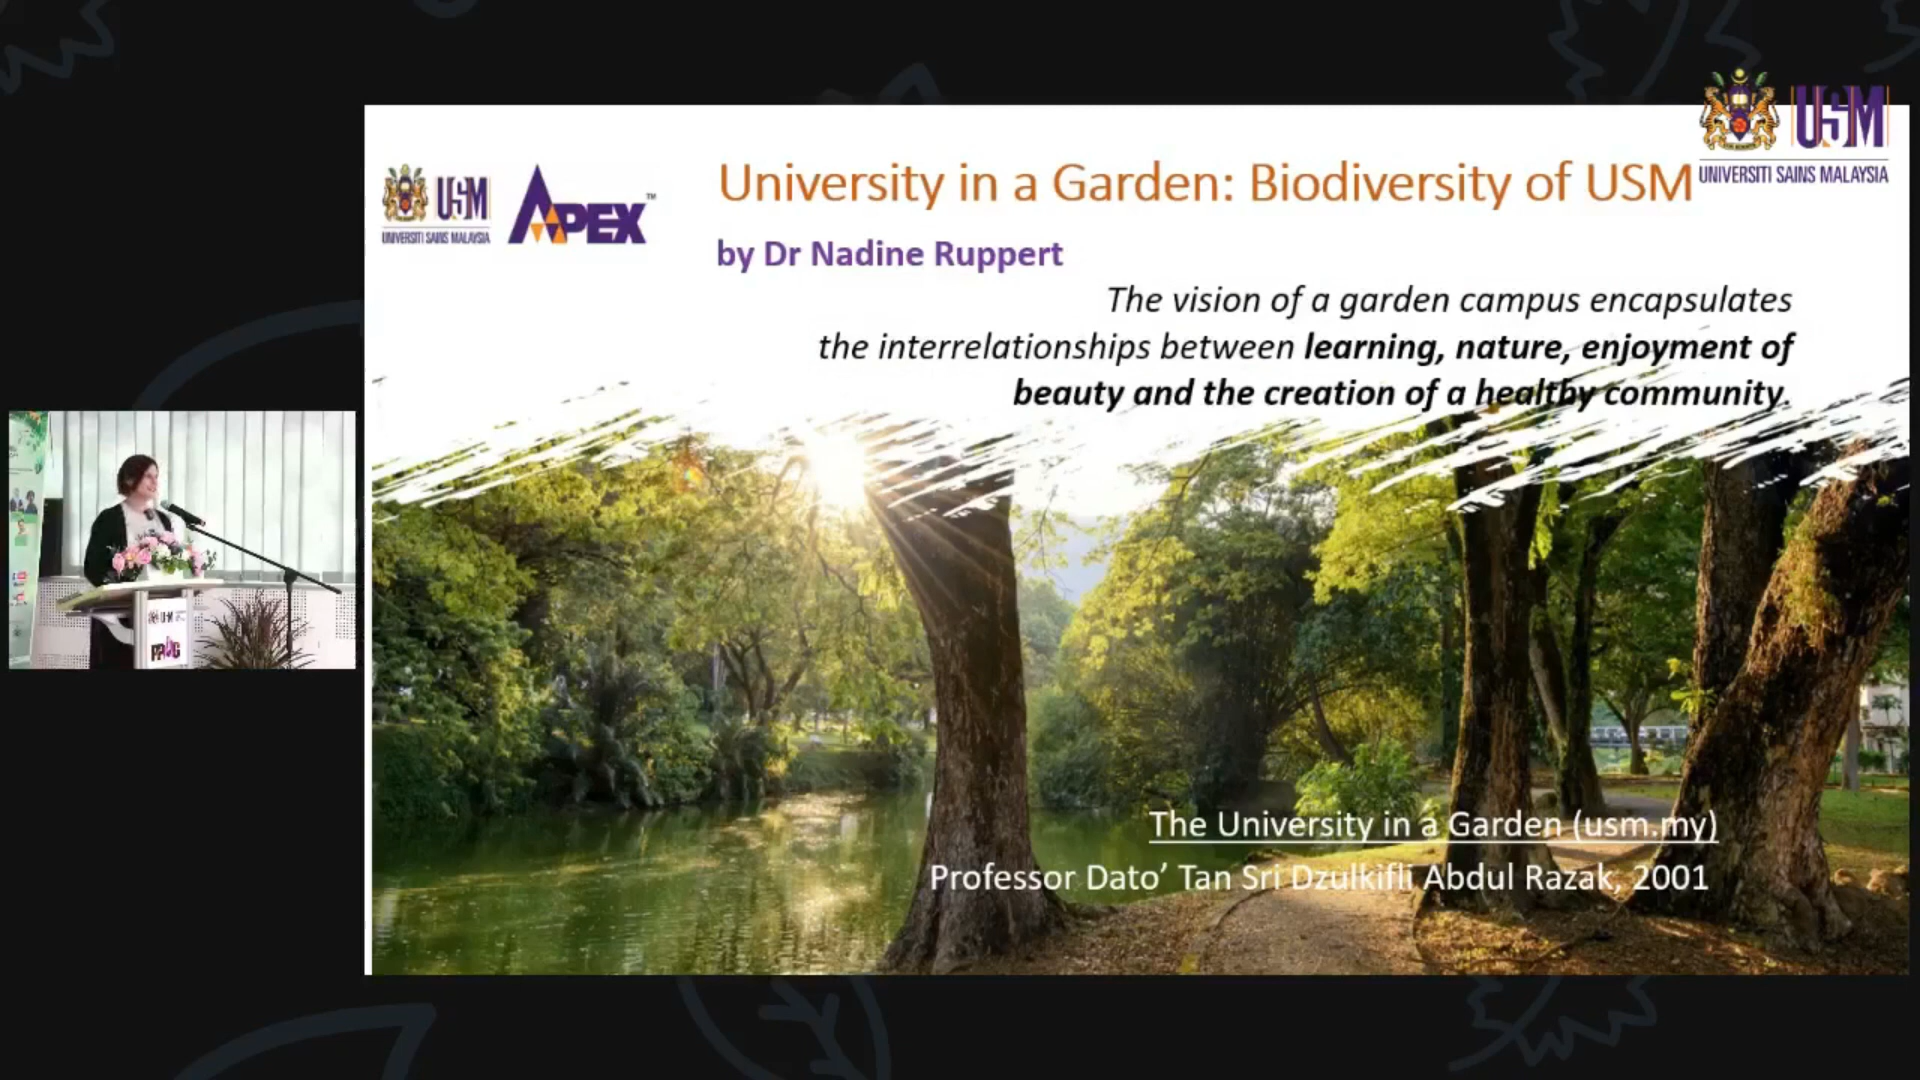 USM
UNIVERSITI SAINS MALAYSIA
USM
UNIVERSITI SAINS MALAYSIA
APEX™
University in a Garden: Biodiversity of USM
by Dr Nadine Ruppert
The vision of a garden campus encapsulates
the interrelationships between learning, nature, enjoyment of
beauty and the creation of a healthy community.
The University in a Garden (usm.my)
Professor Dato’ Tan Sri Dzulkifli Abdul Razak, 2001